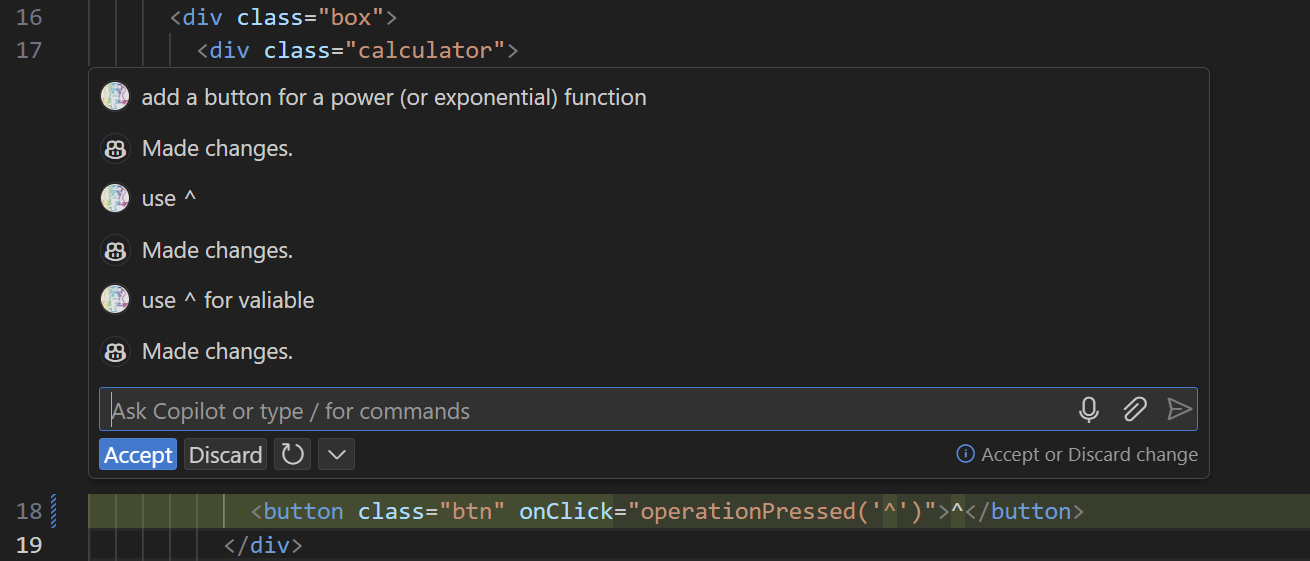 16 <div class="box">
17 <div class="calculator">
add a button for a power (or exponential) function
Made changes.
use ^
Made changes.
use ^ for valiable
Made changes.
Ask Copilot or type / for commands
Accept Discard Accept or Discard change
18 <button class="btn" onClick="operationPressed('^')">^</button>
19 </div>